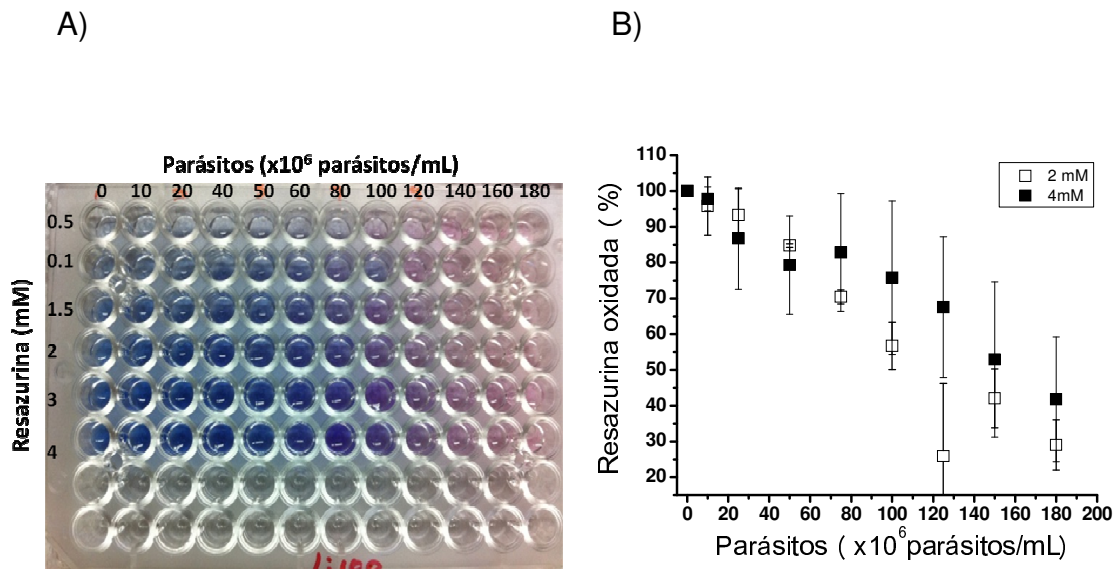 A)
Parásitos (x10⁶ parásitos/mL)
0 10 20 40 50 60 80 100 120 140 160 180
Resazurina (mM)
0.5
0.1
1.5
2
3
4
1:100
B)
Resazurina oxidada ( %)
110
100
90
80
70
60
50
40
30
20
2 mM
4mM
0 20 40 60 80 100 120 140 160 180 200
Parásitos ( x10⁶parásitos/mL)